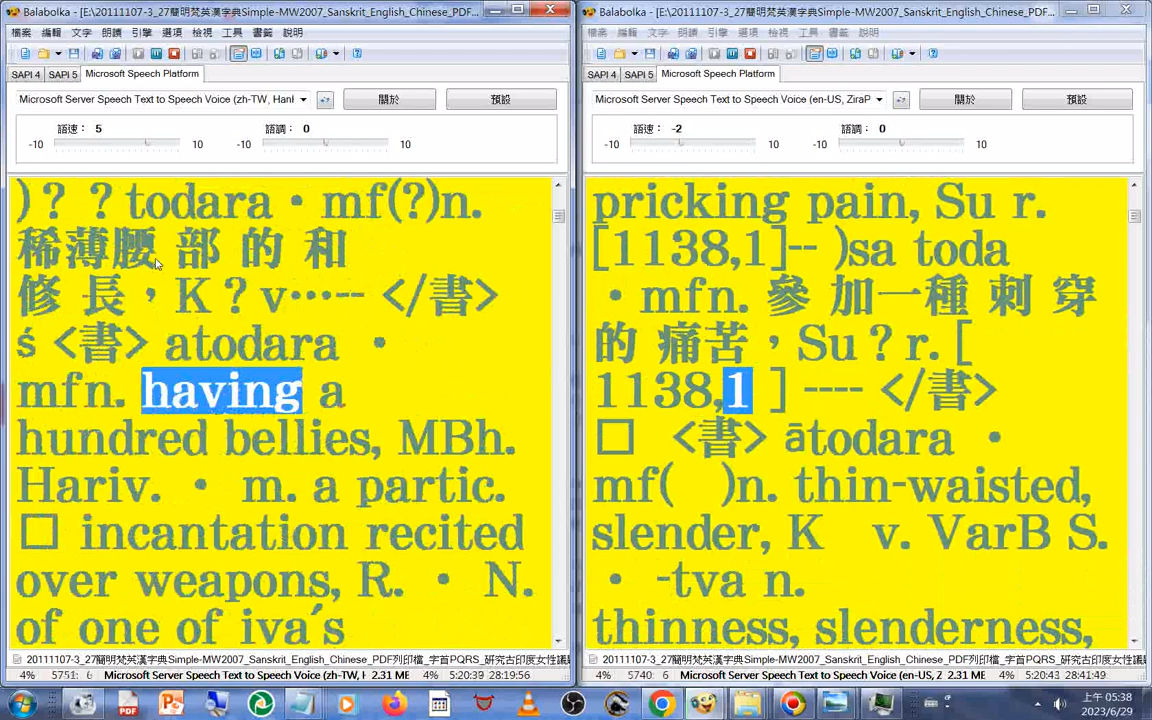 Balabolka - [E:\20111107-3_27簡明梵英漢字典Simple-MW2007_Sanskrit_English_Chinese_PDF...
檔案 編輯 文字 朗讀 引擎 選項 檢視 工具 書籤 說明
SAPI 4 SAPI 5 Microsoft Speech Platform
Microsoft Server Speech Text to Speech Voice (zh-TW, Hanl 關於 預設
語速： 5 語調： 0
-10 10 -10 10
)？？todara • mf(?)n.
稀薄腰 部 的 和
修 長，K？v…-- </書>
ś <書> atodara •
mfn. having a
hundred bellies, MBh.
Hariv. • m. a partic.
□ incantation recited
over weapons, R. • N.
of one of iva's
20111107-3_27簡明梵英漢字典Simple-MW2007_Sanskrit_English_Chinese_PDF列印檔_字首PQRS_研究古印度女性議
4% 5751: 6 Microsoft Server Speech Text to Speech Voice (zh-TW, H 2.31 ME 5:20:39 28:19:56
Balabolka - [E:\20111107-3_27簡明梵英漢字典Simple-MW2007_Sanskrit_English_Chinese_PDF...
檔案 編輯 文字 朗讀 引擎 選項 檢視 工具 書籤 說明
SAPI 4 SAPI 5 Microsoft Speech Platform
Microsoft Server Speech Text to Speech Voice (en-US, ZiraP 關於 預設
語速： -2 語調： 0
-10 10 -10 10
pricking pain, Su r.
[1138,1]-- )sa toda
• mfn. 參 加一種 刺 穿
的 痛苦，Su？r. [
1138,1 ] ---- </書>
□ <書> ātodara •
mf( )n. thin-waisted,
slender, K v. VarB S.
• -tva n.
thinness, slenderness,
20111107-3_27簡明梵英漢字典Simple-MW2007_Sanskrit_English_Chinese_PDF列印檔_字首PQRS_研究古印度女性議
4% 5740: 6 Microsoft Server Speech Text to Speech Voice (en-US, Z 2.31 ME 5:20:43 28:41:49
上午 05:38
2023/6/29